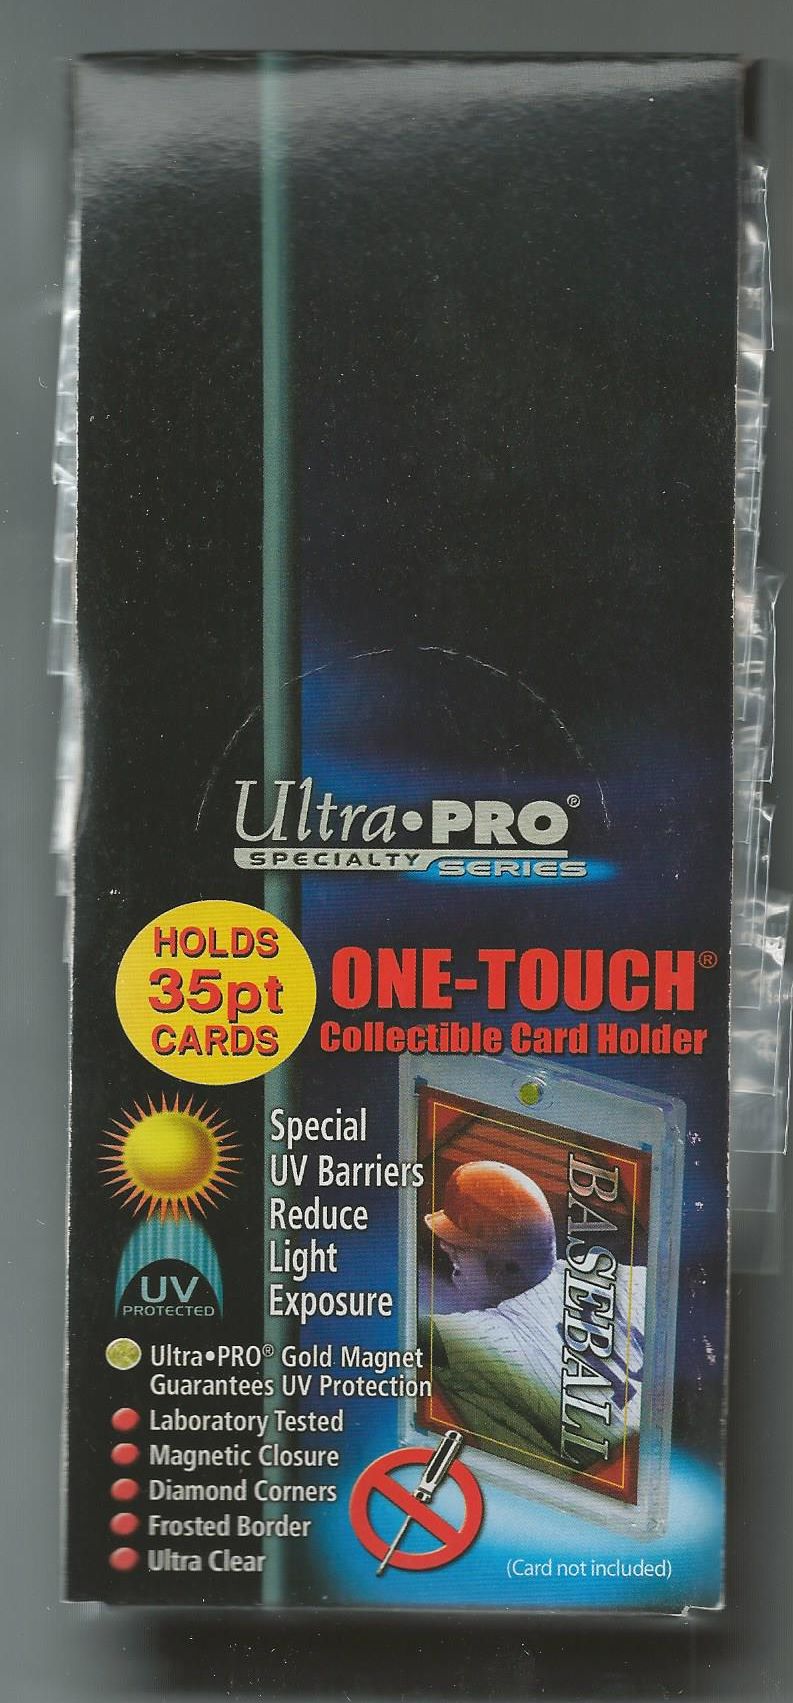 Ultra•PRO®
SPECIALTY SERIES
HOLDS
35pt
CARDS
ONE-TOUCH®
Collectible Card Holder
Special
UV Barriers
Reduce
Light
Exposure
UV
PROTECTED
BASEBALL
Ultra•PRO® Gold Magnet
Guarantees UV Protection
Laboratory Tested
Magnetic Closure
Diamond Corners
Frosted Border
Ultra Clear
(Card not included)